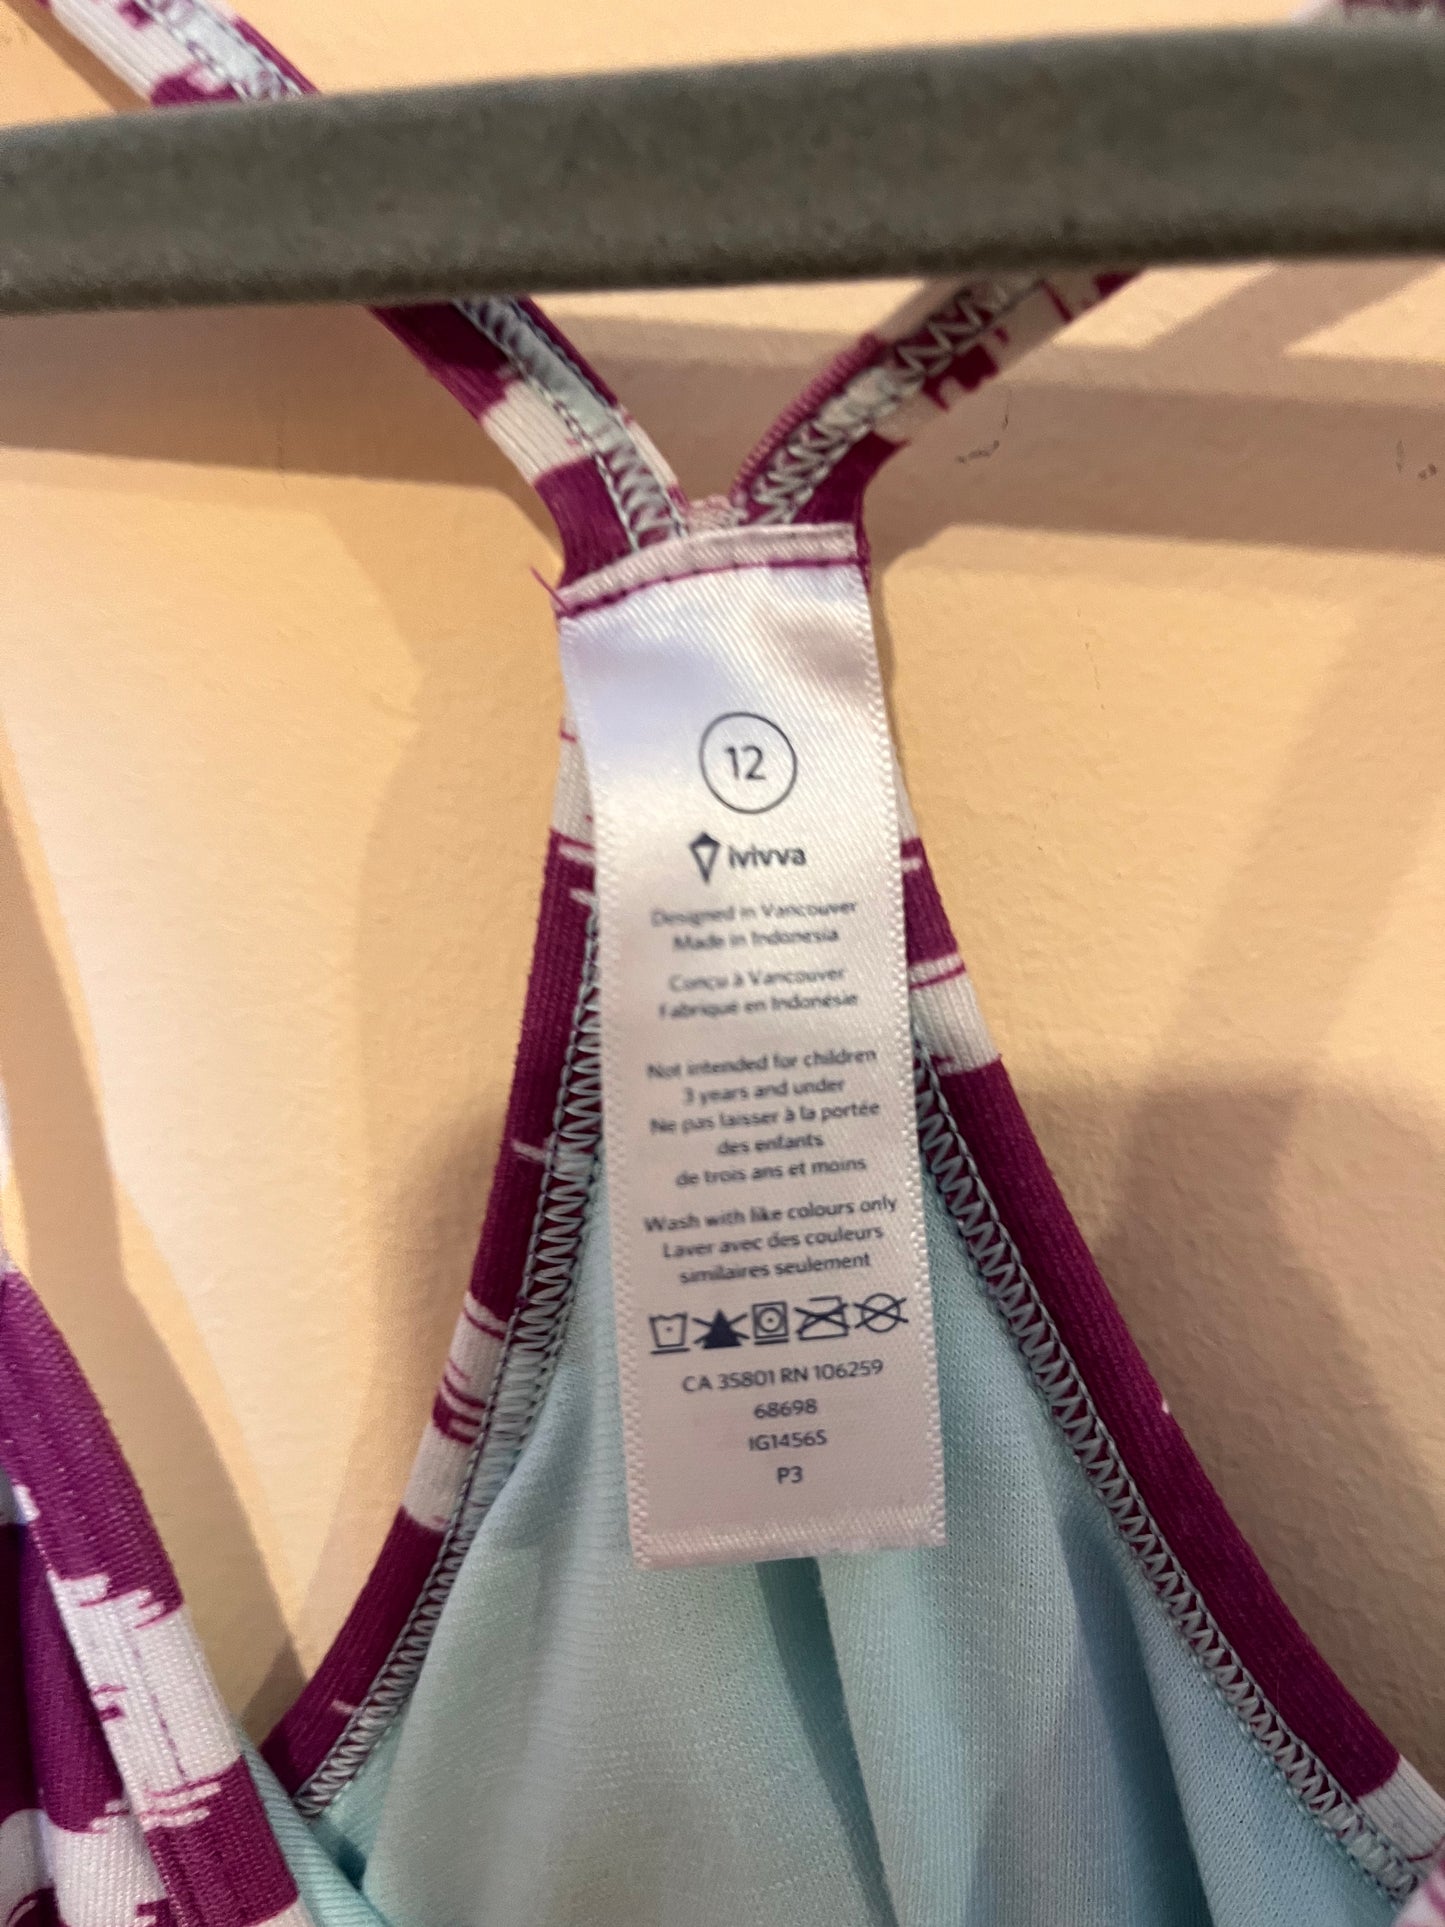 12
ivivva
Designed in Vancouver
Made in Indonesia
Conçu à Vancouver
Fabriqué en Indonésie
Not intended for children
3 years and under
Ne pas laisser à la portée
des enfants
de trois ans et moins
Wash with like colours only
Laver avec des couleurs
similaires seulement
CA 35801 RN 106259
68698
IG1456S
P3